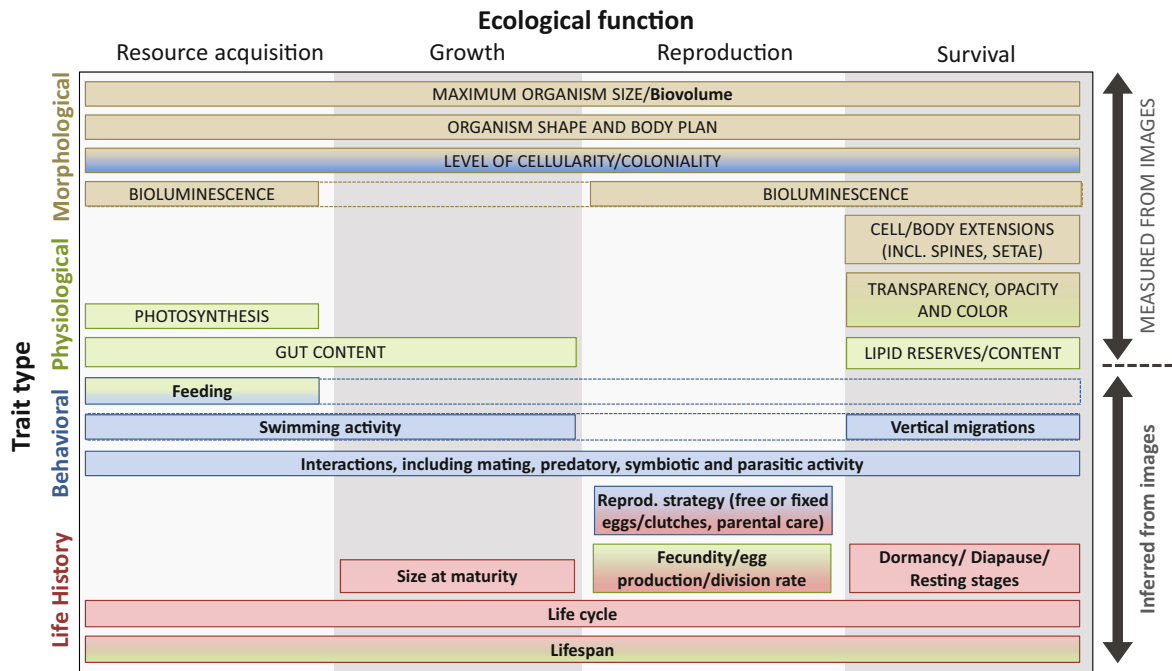 Ecological function
Resource acquisition
Growth
Reproduction
Survival
Trait type
Morphological
Physiological
Behavioral
Life History
MAXIMUM ORGANISM SIZE/Biovolume
ORGANISM SHAPE AND BODY PLAN
LEVEL OF CELLULARITY/COLONIALITY
BIOLUMINESCENCE
BIOLUMINESCENCE
CELL/BODY EXTENSIONS
(INCL. SPINES, SETAE)
TRANSPARENCY, OPACITY
AND COLOR
PHOTOSYNTHESIS
GUT CONTENT
LIPID RESERVES/CONTENT
Feeding
Swimming activity
Vertical migrations
Interactions, including mating, predatory, symbiotic and parasitic activity
Reprod. strategy (free or fixed
eggs/clutches, parental care)
Fecundity/egg
production/division rate
Dormancy/ Diapause/
Resting stages
Size at maturity
Life cycle
Lifespan
MEASURED FROM IMAGES
Inferred from images